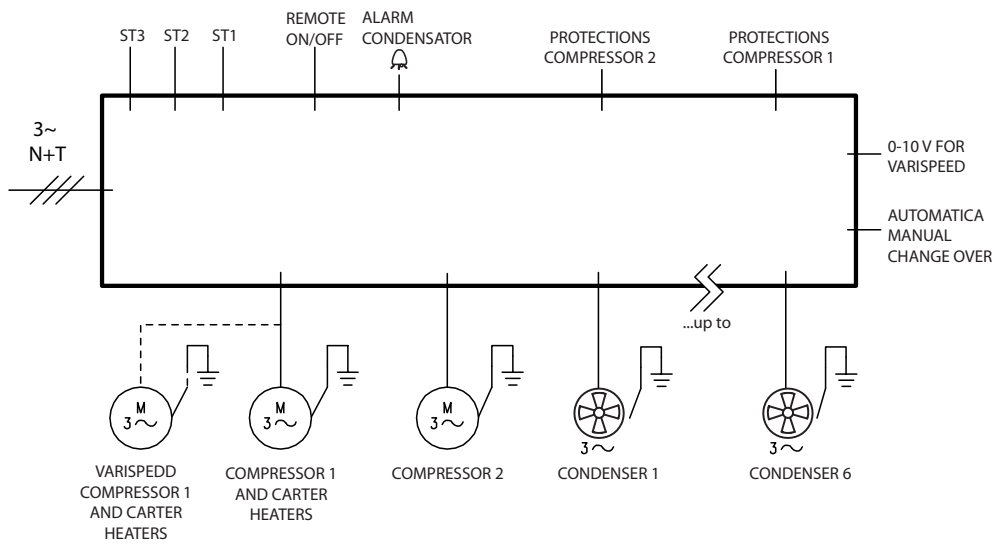 ST3
ST2
ST1
REMOTE
ON/OFF
ALARM
CONDENSATOR
PROTECTIONS
COMPRESSOR 2
PROTECTIONS
COMPRESSOR 1
3~
N+T
0-10 V FOR
VARISPEED
AUTOMATICA
MANUAL
CHANGE OVER
...up to
M
3~
M
3~
M
3~
3~
3~
VARISPEDD
COMPRESSOR 1
AND CARTER
HEATERS
COMPRESSOR 1
AND CARTER
HEATERS
COMPRESSOR 2
CONDENSER 1
CONDENSER 6